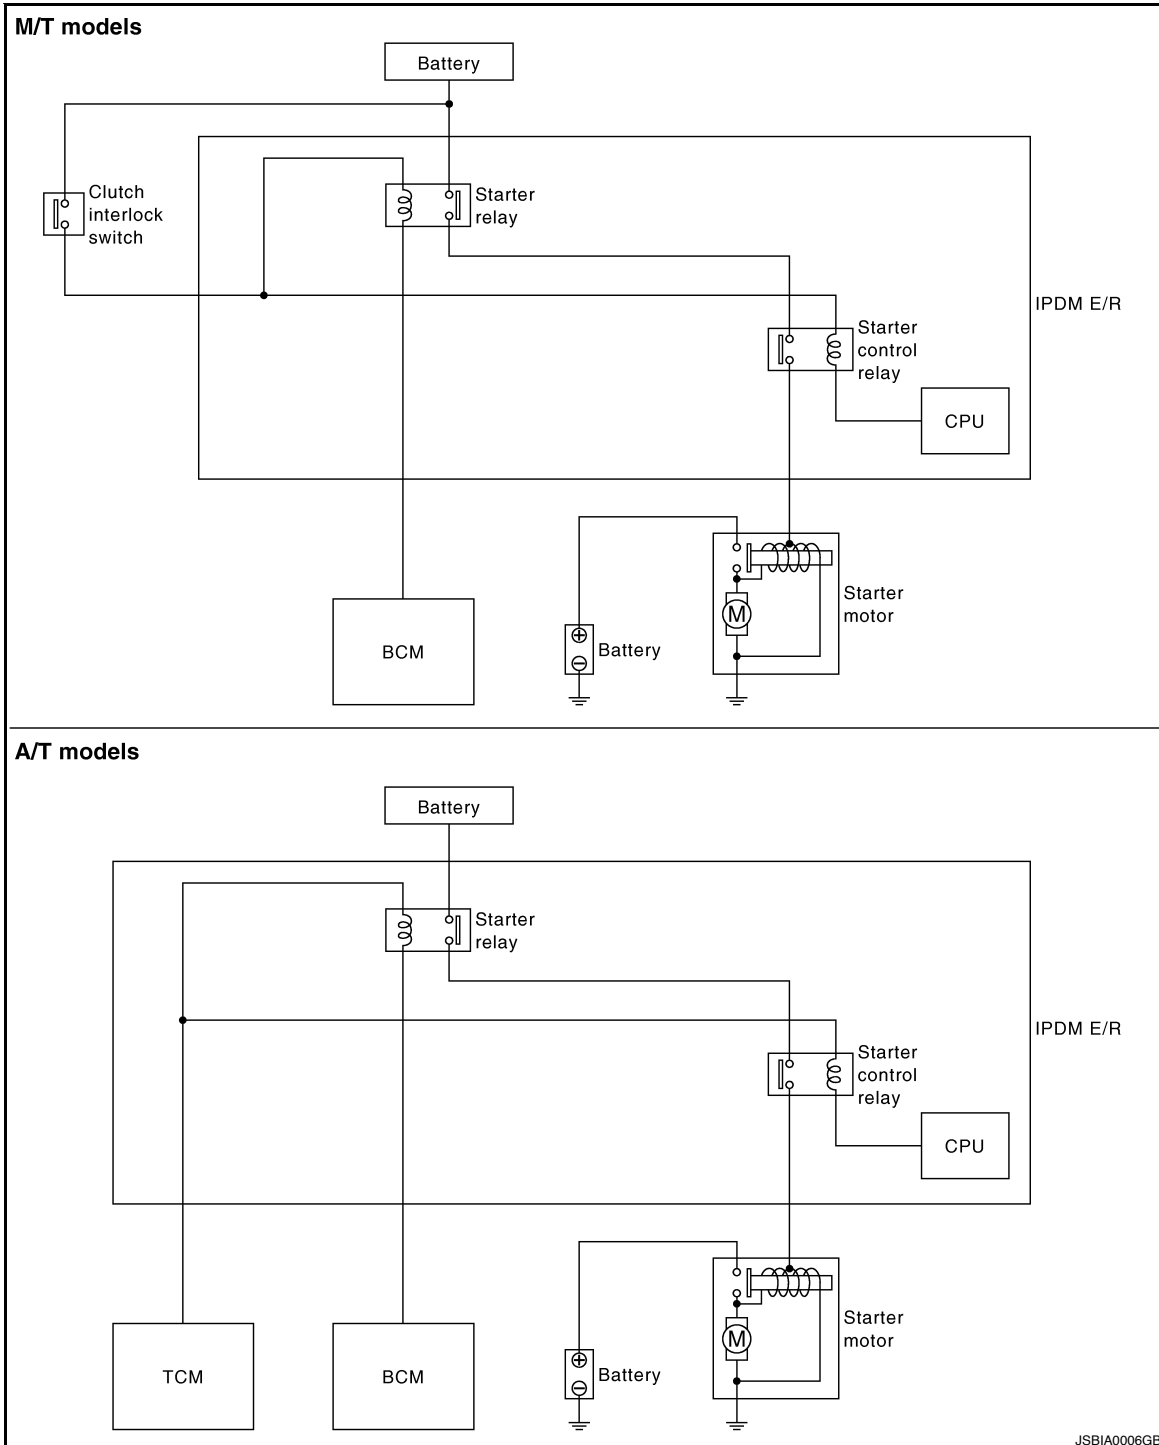 M/T models
Battery
Clutch
interlock
switch
Starter
relay
IPDM E/R
Starter
control
relay
CPU
Starter
motor
M
BCM
Battery
A/T models
Battery
Starter
relay
IPDM E/R
Starter
control
relay
CPU
Starter
motor
M
TCM
BCM
Battery
JSBIA0006GB